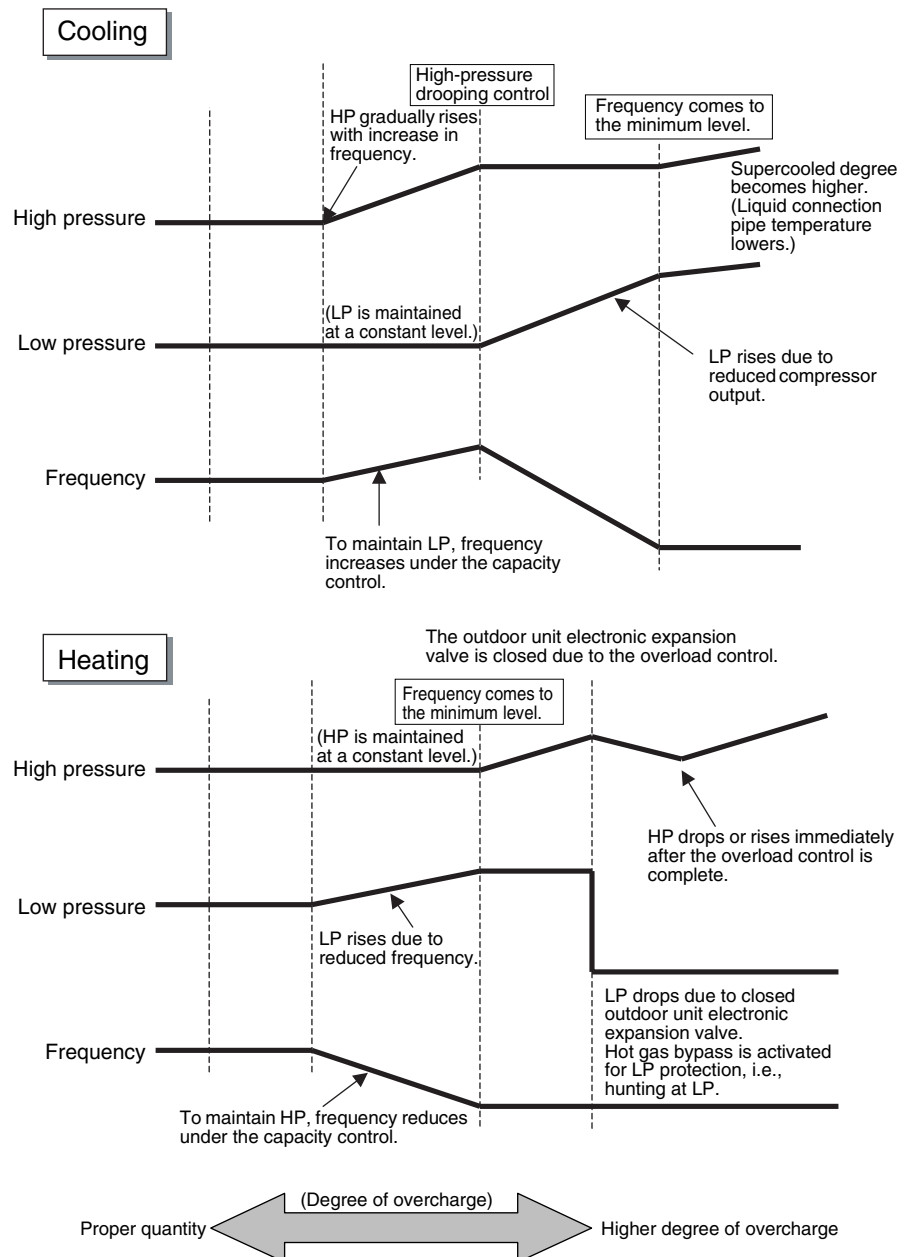 Cooling
High-pressure
drooping control
HP gradually rises
with increase in
frequency.
Frequency comes to
the minimum level.
Supercooled degree
becomes higher.
(Liquid connection
pipe temperature
lowers.)
High pressure
(LP is maintained
at a constant level.)
Low pressure
LP rises due to
reduced compressor
output.
Frequency
To maintain LP, frequency
increases under the capacity
control.
Heating
The outdoor unit electronic expansion
valve is closed due to the overload control.
Frequency comes to
the minimum level.
(HP is maintained
at a constant level.)
High pressure
HP drops or rises immediately
after the overload control is
complete.
Low pressure
LP rises due to
reduced frequency.
LP drops due to closed
outdoor unit electronic
expansion valve.
Hot gas bypass is activated
for LP protection, i.e.,
hunting at LP.
Frequency
To maintain HP, frequency reduces
under the capacity control.
(Degree of overcharge)
Proper quantity
Higher degree of overcharge